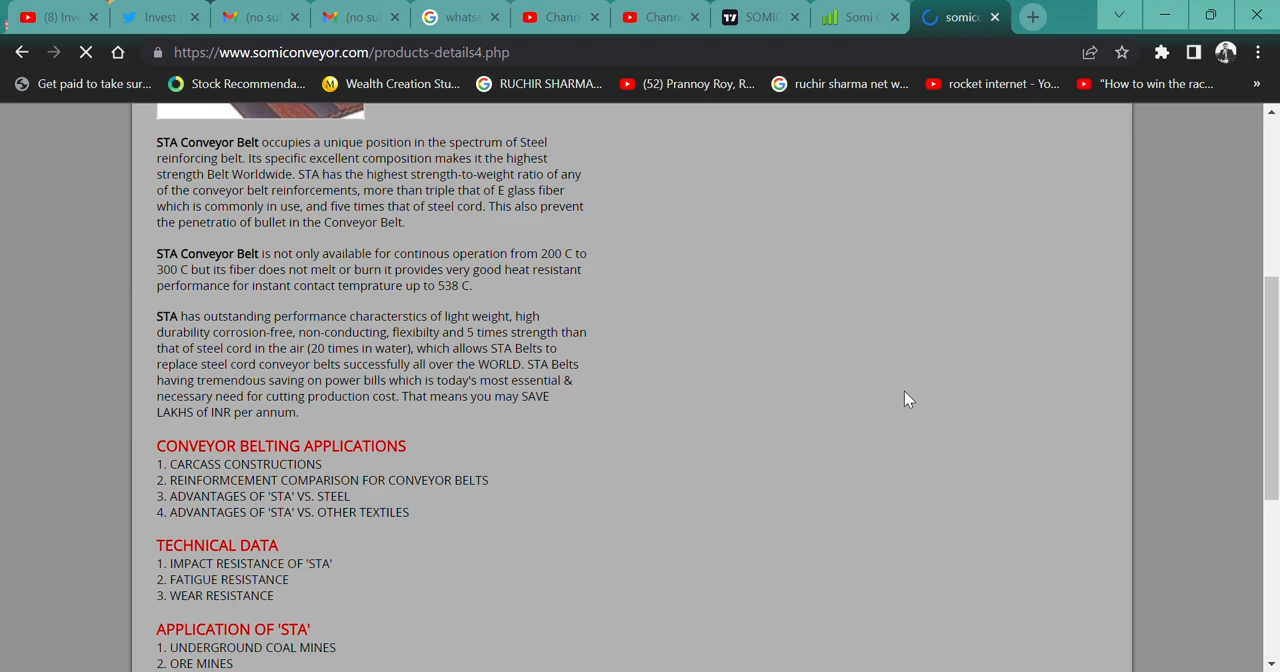 (8) Inv
Invest
(no su
(no su
whats
Chann
Chann
SOMIC
Somi C
somic
https://www.somiconveyor.com/products-details4.php
Get paid to take sur...
Stock Recommenda...
Wealth Creation Stu...
RUCHIR SHARMA...
(52) Prannoy Roy, R...
ruchir sharma net w...
rocket internet - Yo...
"How to win the rac...
STA Conveyor Belt occupies a unique position in the spectrum of Steel
reinforcing belt. Its specific excellent composition makes it the highest
strength Belt Worldwide. STA has the highest strength-to-weight ratio of any
of the conveyor belt reinforcements, more than triple that of E glass fiber
which is commonly in use, and five times that of steel cord. This also prevent
the penetratio of bullet in the Conveyor Belt.
STA Conveyor Belt is not only available for continous operation from 200 C to
300 C but its fiber does not melt or burn it provides very good heat resistant
performance for instant contact temprature up to 538 C.
STA has outstanding performance characterstics of light weight, high
durability corrosion-free, non-conducting, flexibilty and 5 times strength than
that of steel cord in the air (20 times in water), which allows STA Belts to
replace steel cord conveyor belts successfully all over the WORLD. STA Belts
having tremendous saving on power bills which is today's most essential &
necessary need for cutting production cost. That means you may SAVE
LAKHS of INR per annum.
CONVEYOR BELTING APPLICATIONS
1. CARCASS CONSTRUCTIONS
2. REINFORMCEMENT COMPARISON FOR CONVEYOR BELTS
3. ADVANTAGES OF 'STA' VS. STEEL
4. ADVANTAGES OF 'STA' VS. OTHER TEXTILES
TECHNICAL DATA
1. IMPACT RESISTANCE OF 'STA'
2. FATIGUE RESISTANCE
3. WEAR RESISTANCE
APPLICATION OF 'STA'
1. UNDERGROUND COAL MINES
2. ORE MINES